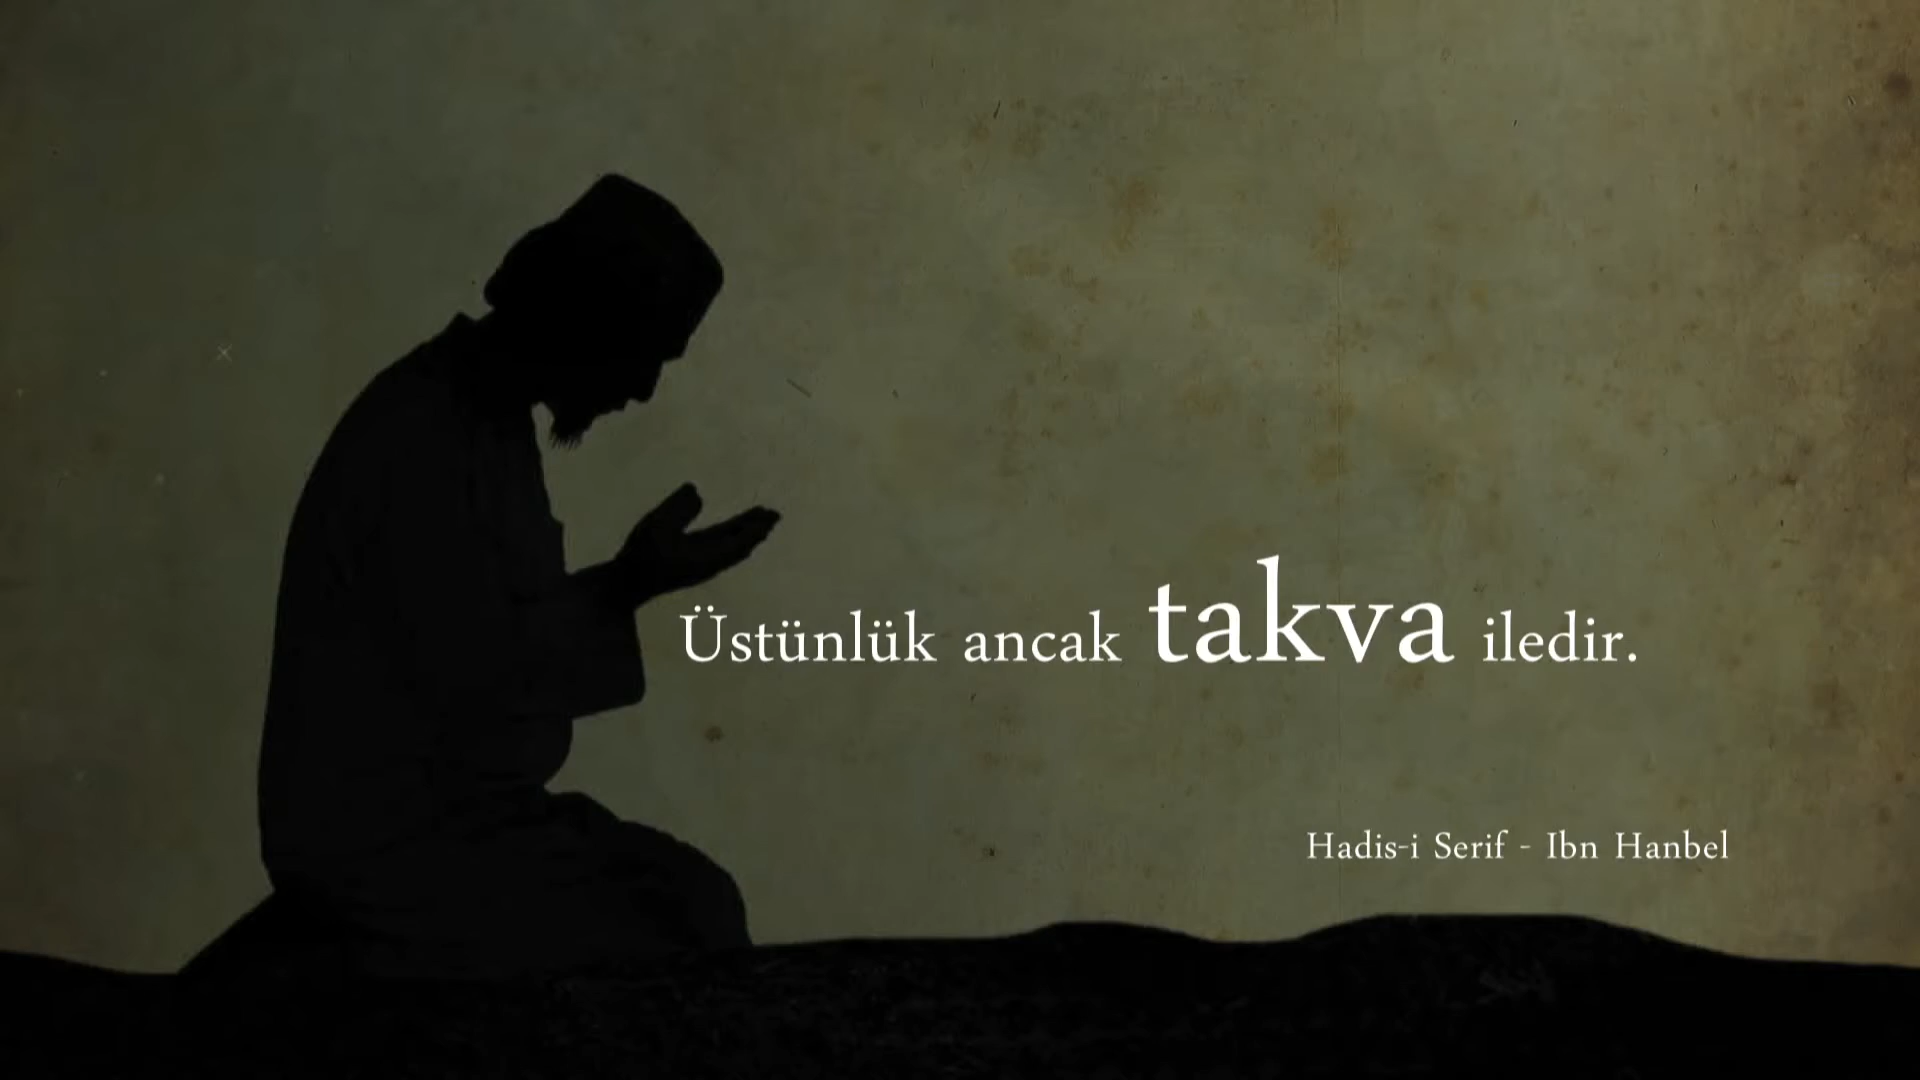 Üstünlük ancak takva iledir.
Hadis-i Serif - Ibn Hanbel